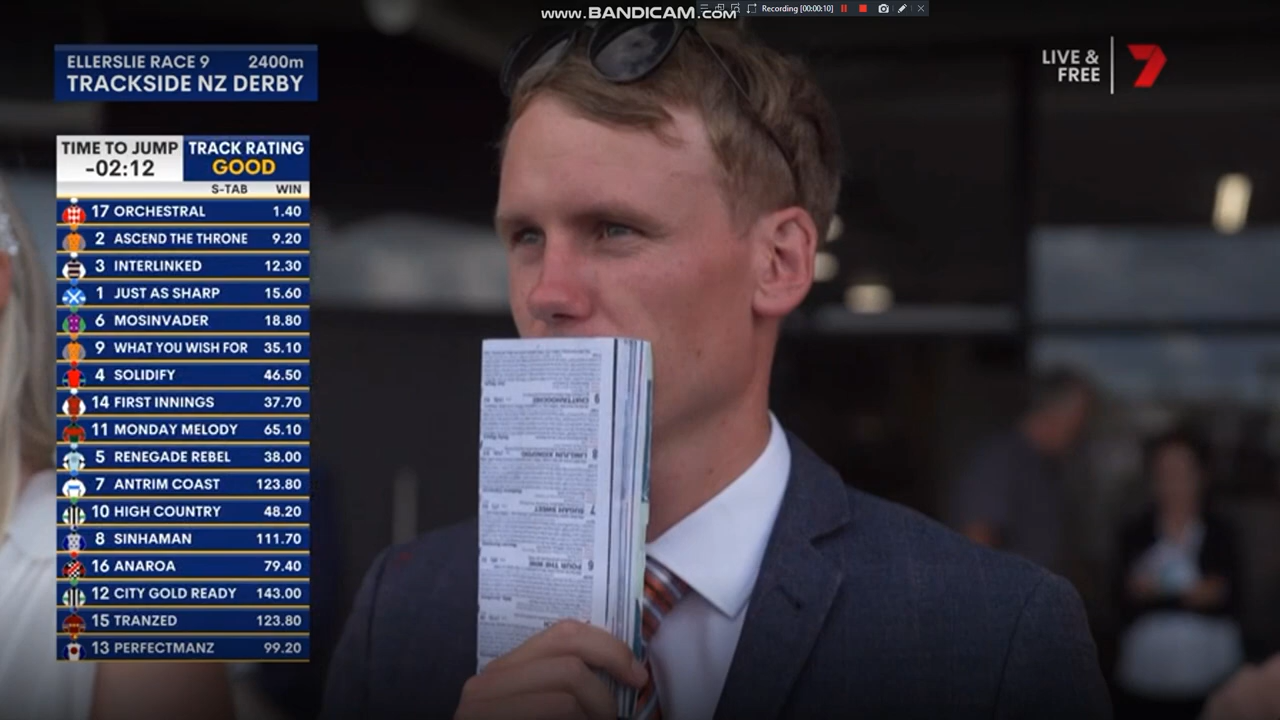 www.BANDICAM.com
Recording [00:00:10]
ELLERSLIE RACE 9 2400m
TRACKSIDE NZ DERBY
LIVE &
FREE
7
TIME TO JUMP
-02:12
TRACK RATING
GOOD
S-TAB WIN
17 ORCHESTRAL 1.40
2 ASCEND THE THRONE 9.20
3 INTERLINKED 12.30
1 JUST AS SHARP 15.60
6 MOSINVADER 18.80
9 WHAT YOU WISH FOR 35.10
4 SOLIDIFY 46.50
14 FIRST INNINGS 37.70
11 MONDAY MELODY 65.10
5 RENEGADE REBEL 38.00
7 ANTRIM COAST 123.80
10 HIGH COUNTRY 48.20
8 SINHAMAN 111.70
16 ANAROA 79.40
12 CITY GOLD READY 143.00
15 TRANZED 123.80
13 PERFECTMANZ 99.20